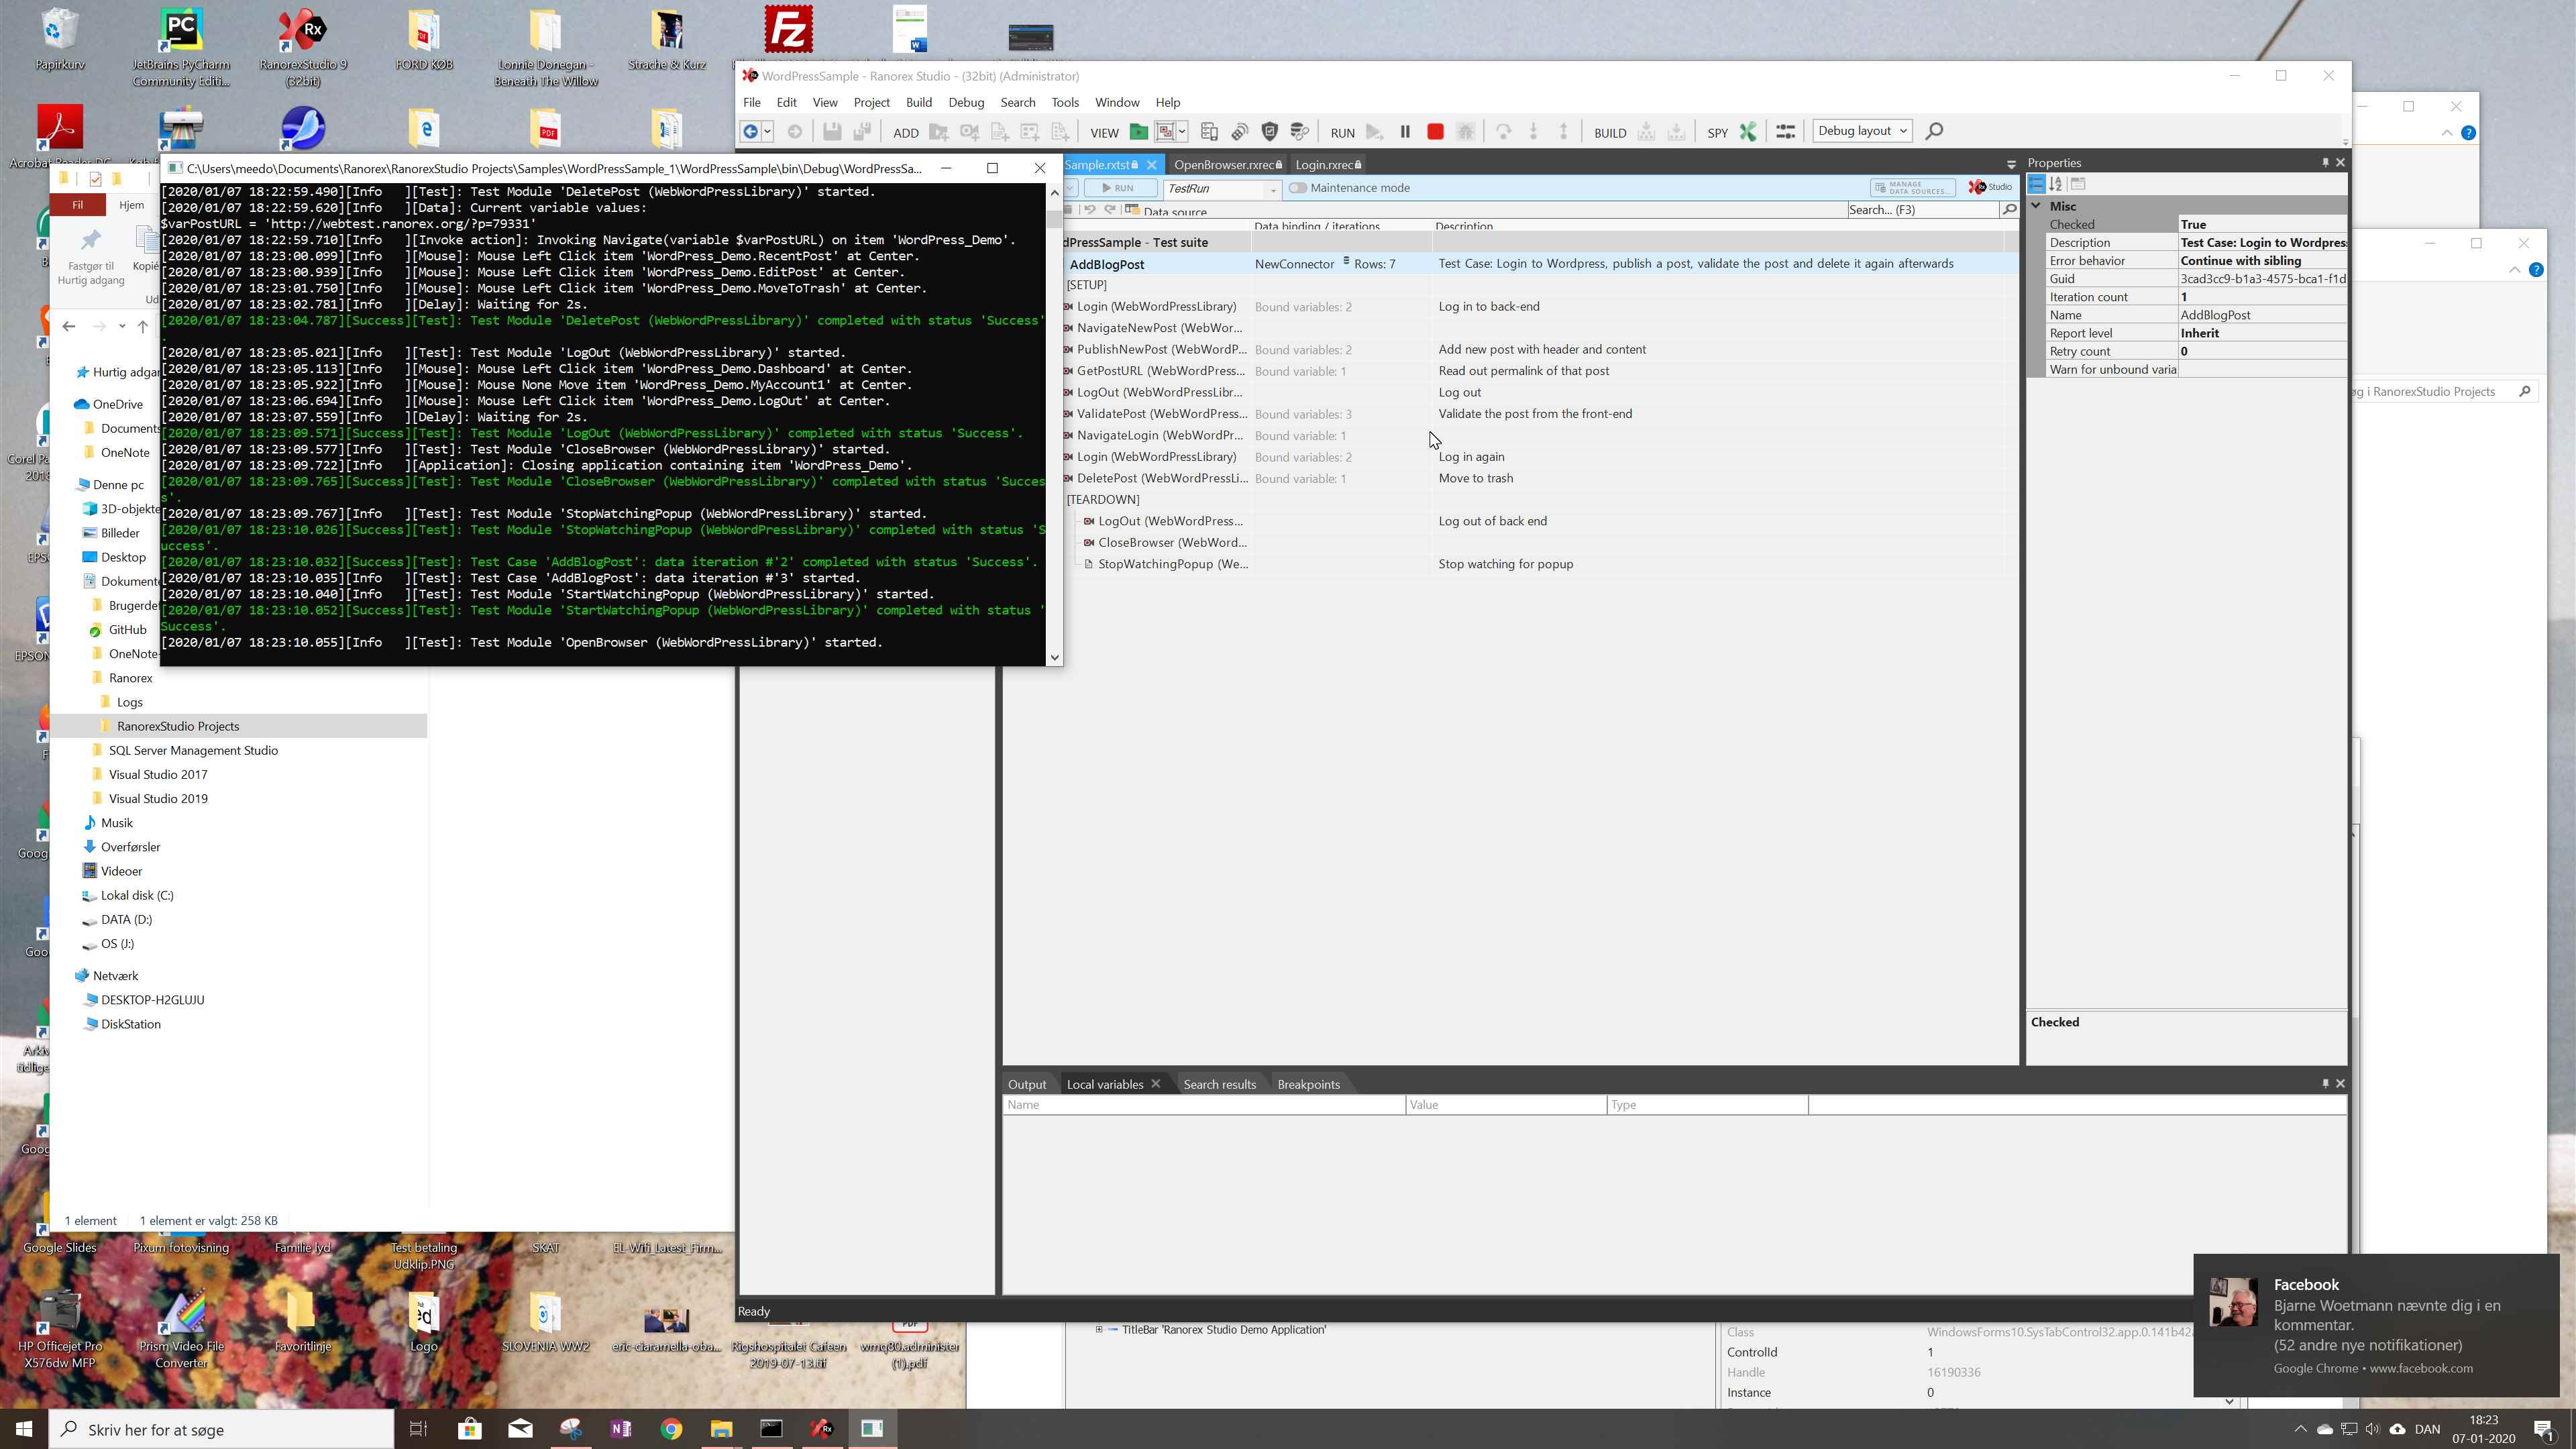 Papirkurv
JetBrains PyCharm
Community Editi...
RanorexStudio 9
(32bit)
FORD KØB
Lonnie Donegan -
Beneath The Willow
Strache & Kurz
WordPressSample - Ranorex Studio - (32bit) (Administrator)
File Edit View Project Build Debug Search Tools Window Help
ADD VIEW RUN BUILD SPY Debug layout
C:\Users\meedo\Documents\Ranorex\RanorexStudio Projects\Samples\WordPressSample_1\WordPressSample\bin\Debug\WordPressSa...
[2020/01/07 18:22:59.490][Info   ][Test]: Test Module 'DeletePost (WebWordPressLibrary)' started.
[2020/01/07 18:22:59.620][Info   ][Data]: Current variable values:
$varPostURL = 'http://webtest.ranorex.org/?p=79331'
[2020/01/07 18:22:59.710][Info   ][Invoke action]: Invoking Navigate(variable $varPostURL) on item 'WordPress_Demo'.
[2020/01/07 18:23:00.099][Info   ][Mouse]: Mouse Left Click item 'WordPress_Demo.RecentPost' at Center.
[2020/01/07 18:23:00.939][Info   ][Mouse]: Mouse Left Click item 'WordPress_Demo.EditPost' at Center.
[2020/01/07 18:23:01.750][Info   ][Mouse]: Mouse Left Click item 'WordPress_Demo.MoveToTrash' at Center.
[2020/01/07 18:23:02.781][Info   ][Delay]: Waiting for 2s.
[2020/01/07 18:23:04.787][Success][Test]: Test Module 'DeletePost (WebWordPressLibrary)' completed with status 'Success'
.
[2020/01/07 18:23:05.021][Info   ][Test]: Test Module 'LogOut (WebWordPressLibrary)' started.
[2020/01/07 18:23:05.113][Info   ][Mouse]: Mouse Left Click item 'WordPress_Demo.Dashboard' at Center.
[2020/01/07 18:23:05.922][Info   ][Mouse]: Mouse None Move item 'WordPress_Demo.MyAccount1' at Center.
[2020/01/07 18:23:06.694][Info   ][Mouse]: Mouse Left Click item 'WordPress_Demo.LogOut' at Center.
[2020/01/07 18:23:07.559][Info   ][Delay]: Waiting for 2s.
[2020/01/07 18:23:09.571][Success][Test]: Test Module 'LogOut (WebWordPressLibrary)' completed with status 'Success'.
[2020/01/07 18:23:09.577][Info   ][Test]: Test Module 'CloseBrowser (WebWordPressLibrary)' started.
[2020/01/07 18:23:09.722][Info   ][Application]: Closing application containing item 'WordPress_Demo'.
[2020/01/07 18:23:09.765][Success][Test]: Test Module 'CloseBrowser (WebWordPressLibrary)' completed with status 'Succes
s'.
[2020/01/07 18:23:09.767][Info   ][Test]: Test Module 'StopWatchingPopup (WebWordPressLibrary)' started.
[2020/01/07 18:23:10.026][Success][Test]: Test Module 'StopWatchingPopup (WebWordPressLibrary)' completed with status 'S
uccess'.
[2020/01/07 18:23:10.032][Success][Test]: Test Case 'AddBlogPost': data iteration #'2' completed with status 'Success'.
[2020/01/07 18:23:10.035][Info   ][Test]: Test Case 'AddBlogPost': data iteration #'3' started.
[2020/01/07 18:23:10.040][Info   ][Test]: Test Module 'StartWatchingPopup (WebWordPressLibrary)' started.
[2020/01/07 18:23:10.052][Success][Test]: Test Module 'StartWatchingPopup (WebWordPressLibrary)' completed with status '
Success'.
[2020/01/07 18:23:10.055][Info   ][Test]: Test Module 'OpenBrowser (WebWordPressLibrary)' started.
Fil Hjem
Fastgør til
Hurtig adgang
Hurtig adgan
OneDrive
Documents
OneNote
Denne pc
3D-objekte
Billeder
Desktop
Dokumente
Brugerde
GitHub
OneNote-
Ranorex
Logs
RanorexStudio Projects
SQL Server Management Studio
Visual Studio 2017
Visual Studio 2019
Musik
Overførsler
Videoer
Lokal disk (C:)
DATA (D:)
OS (J:)
Netværk
DESKTOP-H2GLUJU
DiskStation
1 element 1 element er valgt: 258 KB
Sample.rxtst OpenBrowser.rxrec Login.rxrec
RUN TestRun Maintenance mode MANAGE DATA SOURCES... Studio
Data source Search... (F3)
Data binding / iterations Description
dPressSample - Test suite
AddBlogPost NewConnector Rows: 7 Test Case: Login to Wordpress, publish a post, validate the post and delete it again afterwards
[SETUP]
Login (WebWordPressLibrary) Bound variables: 2 Log in to back-end
NavigateNewPost (WebWor...
PublishNewPost (WebWordP... Bound variables: 2 Add new post with header and content
GetPostURL (WebWordPress... Bound variable: 1 Read out permalink of that post
LogOut (WebWordPressLibr... Log out
ValidatePost (WebWordPress... Bound variables: 3 Validate the post from the front-end
NavigateLogin (WebWordPr... Bound variable: 1
Login (WebWordPressLibrary) Bound variables: 2 Log in again
DeletePost (WebWordPressLi... Bound variable: 1 Move to trash
[TEARDOWN]
LogOut (WebWordPress... Log out of back end
CloseBrowser (WebWord...
StopWatchingPopup (We... Stop watching for popup
Properties
Misc
Checked True
Description Test Case: Login to Wordpres
Error behavior Continue with sibling
Guid 3cad3cc9-b1a3-4575-bca1-f1d
Iteration count 1
Name AddBlogPost
Report level Inherit
Retry count 0
Warn for unbound varia
Checked
øg i RanorexStudio Projects
Output Local variables Search results Breakpoints
Name Value Type
Ready
TitleBar 'Ranorex Studio Demo Application'
Class WindowsForms10.SysTabControl32.app.0.141b42
ControlId 1
Handle 16190336
Instance 0
Facebook
Bjarne Woetmann nævnte dig i en
kommentar.
(52 andre nye notifikationer)
Google Chrome • www.facebook.com
Google Slides
Pixum fotovisning
Familie lyd
Test betaling
Udklip.PNG
SKAT
EL-Wifi_Latest_Firm...
HP Officejet Pro
X576dw MFP
Prism Video File
Converter
Favoritlinje
Logo
SLOVENIA WW2
eric-ciaramella-oba...
Rigshospitalet Cafeen
2019-07-13.tif
wmq80.administer
(1).pdf
Skriv her for at søge
DAN
18:23
07-01-2020